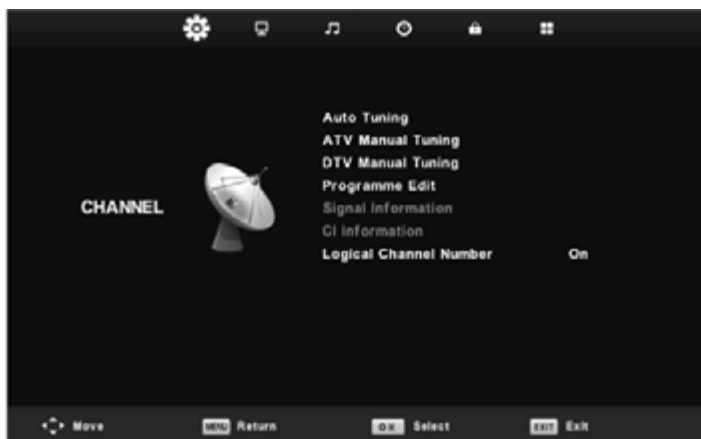 Auto Tuning
ATV Manual Tuning
DTV Manual Tuning
Programme Edit
CHANNEL
Signal Information
CI Information
Logical Channel Number On
Move MENU Return OK Select EXIT Exit